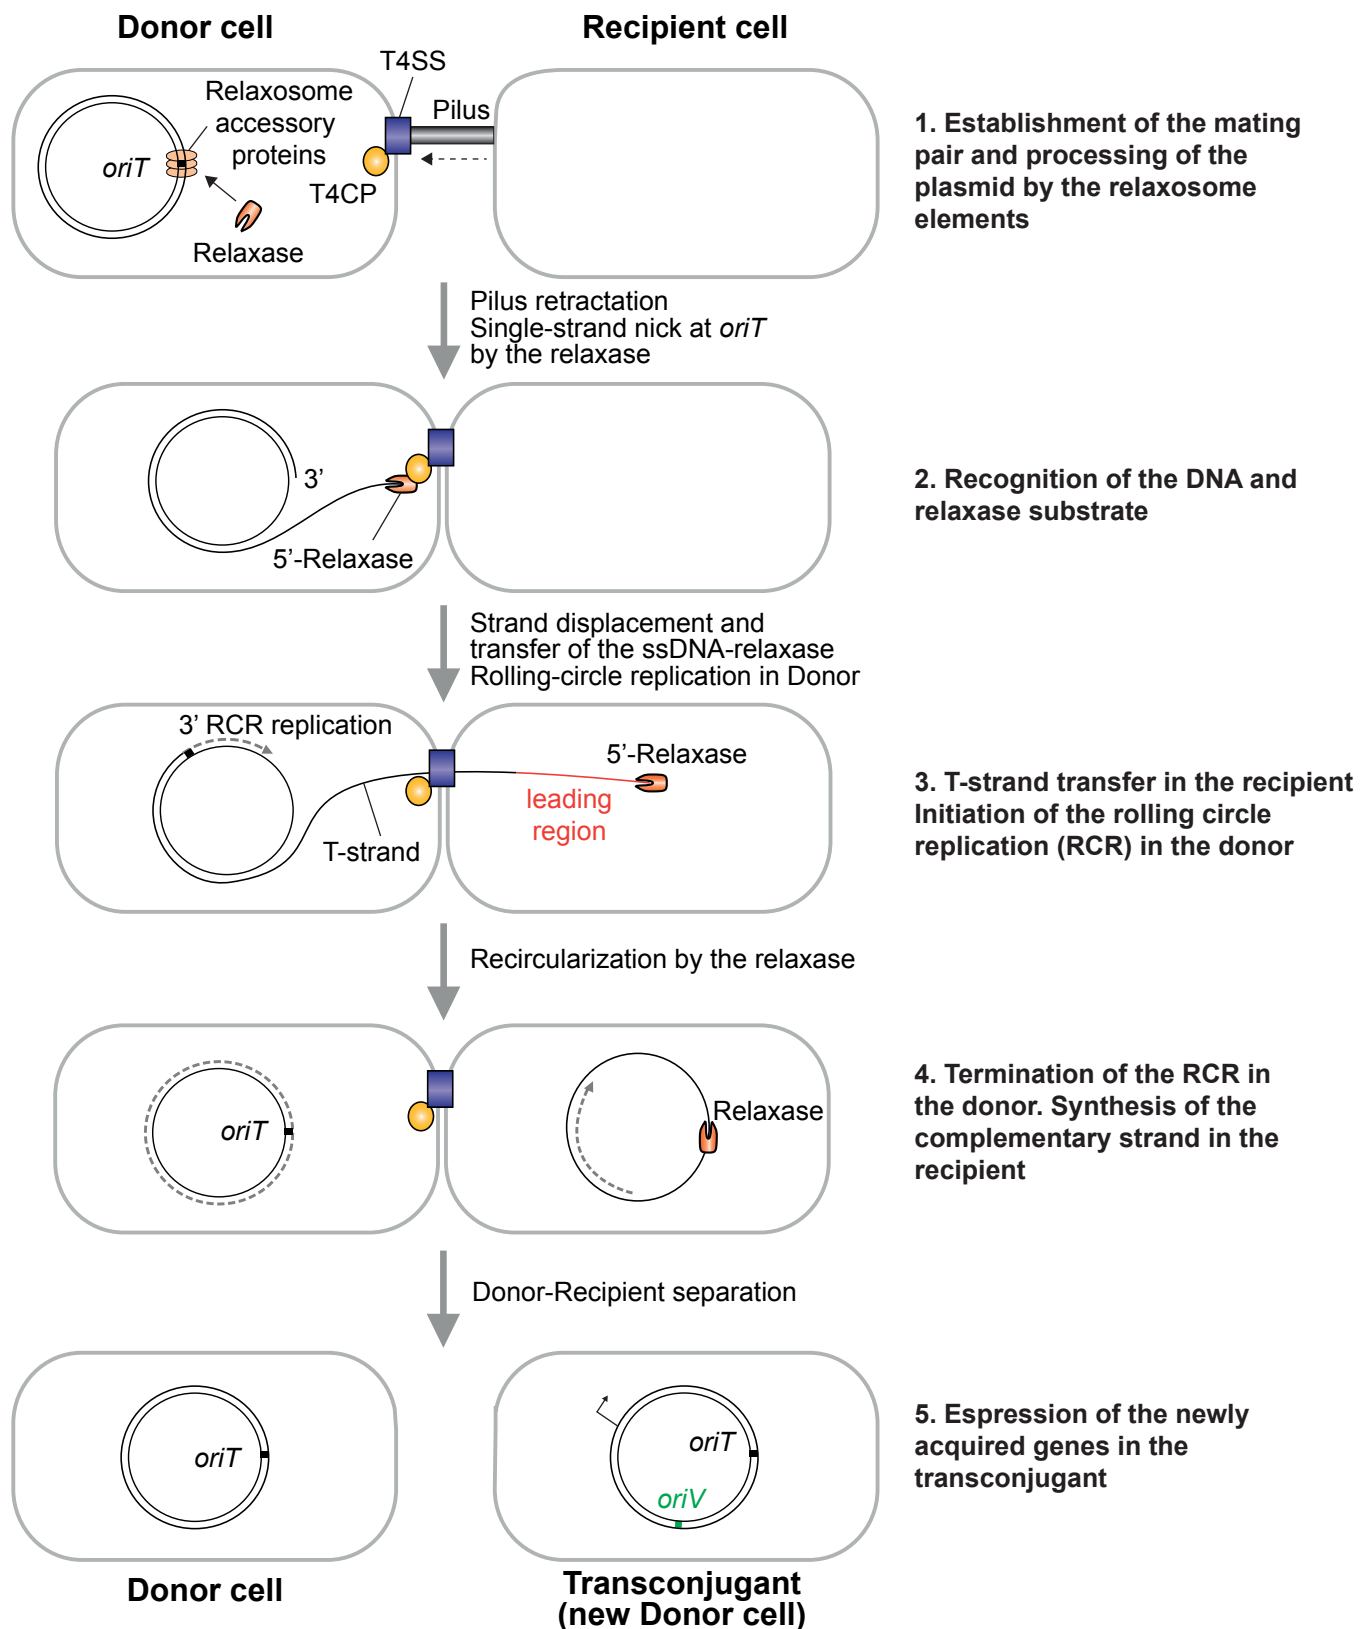 Donor cell
Recipient cell
T4SS
Relaxosome
accessory
proteins
Pilus
oriT
T4CP
Relaxase
1. Establishment of the mating
pair and processing of the
plasmid by the relaxosome
elements
Pilus retractation
Single-strand nick at oriT
by the relaxase
3’
5’-Relaxase
2. Recognition of the DNA and
relaxase substrate
Strand displacement and
transfer of the ssDNA-relaxase
Rolling-circle replication in Donor
3’ RCR replication
5’-Relaxase
leading
region
T-strand
3. T-strand transfer in the recipient
Initiation of the rolling circle
replication (RCR) in the donor
Recircularization by the relaxase
oriT
Relaxase
4. Termination of the RCR in
the donor. Synthesis of the
complementary strand in the
recipient
Donor-Recipient separation
oriT
oriT
oriV
5. Espression of the newly
acquired genes in the
transconjugant
Donor cell
Transconjugant
(new Donor cell)